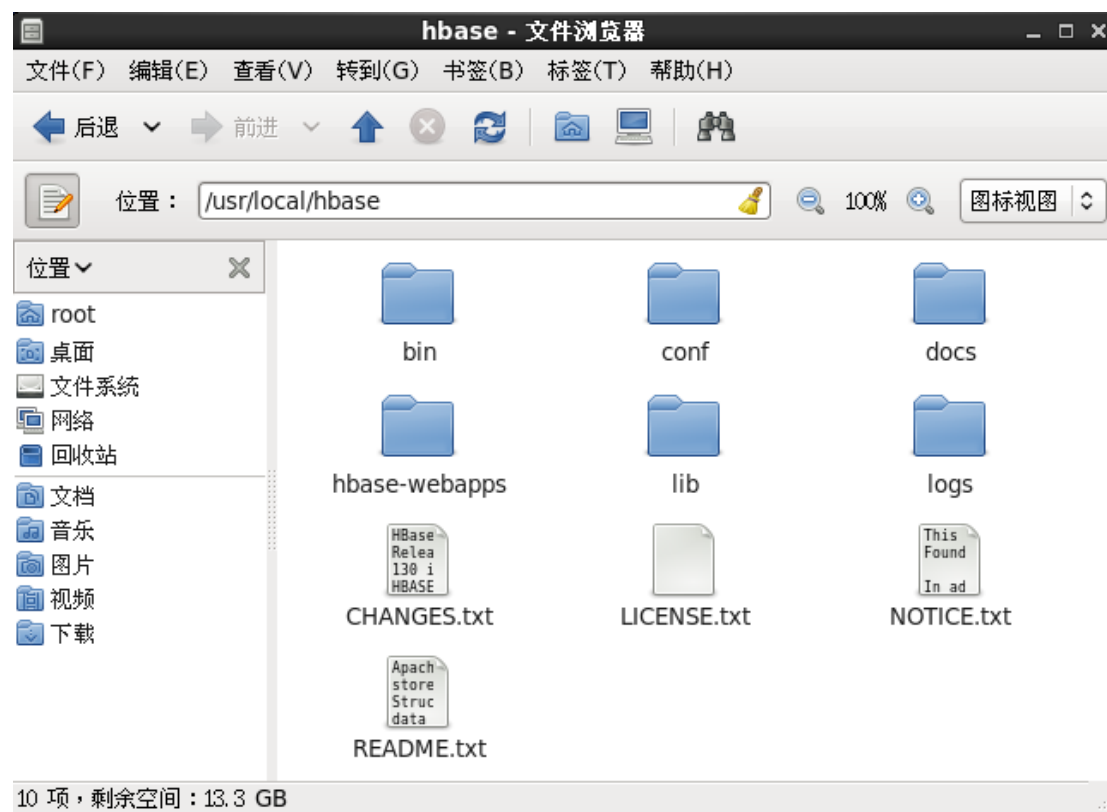 hbase - 文件浏览器
文件(F) 编辑(E) 查看(V) 转到(G) 书签(B) 标签(T) 帮助(H)
后退 前进
位置： /usr/local/hbase 100% 图标视图
位置
root
桌面
文件系统
网络
回收站
文档
音乐
图片
视频
下载
bin conf docs
hbase-webapps lib logs
HBase
Relea
130 i
HBASE
This
Found
In ad
CHANGES.txt LICENSE.txt NOTICE.txt
Apach
store
Struc
data
README.txt
10 项，剩余空间：13.3 GB